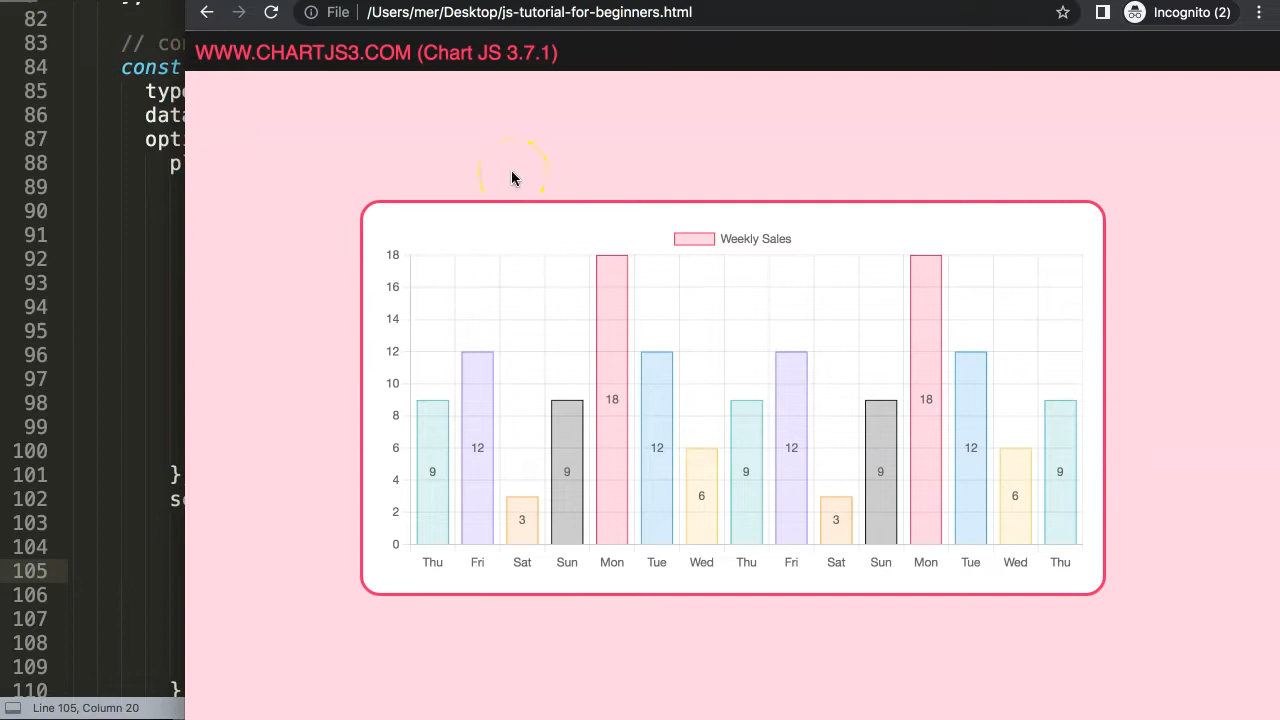 82 };
83 // co
84 const
85 typ
86 dat
87 opt
88 p
89
90
91
92
93
94
95
96
97
98
99
100
101 }
102 s
103
104
105
106
107
108
109
110 }
Line 105, Column 20
File /Users/mer/Desktop/js-tutorial-for-beginners.html Incognito (2)
WWW.CHARTJS3.COM (Chart JS 3.7.1)
Weekly Sales
18
16
14
12
10
8
6
4
2
0
9 12 3 9 18 12 6 9 12 3 9 18 12 6 9
Thu Fri Sat Sun Mon Tue Wed Thu Fri Sat Sun Mon Tue Wed Thu